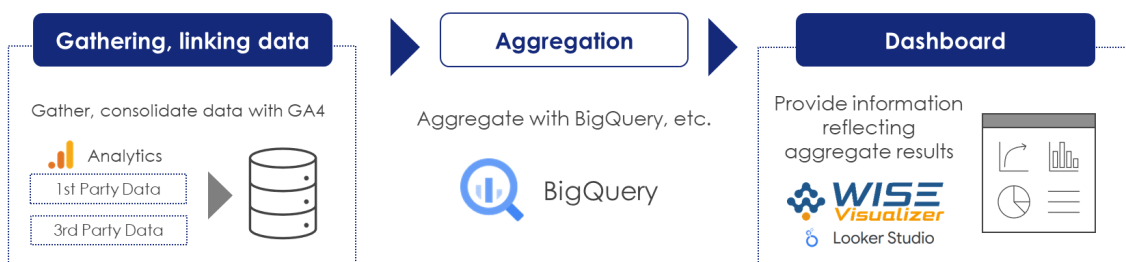 Gathering, linking data
Gather, consolidate data with GA4
Analytics
1st Party Data
3rd Party Data
Aggregation
Aggregate with BigQuery, etc.
BigQuery
Dashboard
Provide information
reflecting
aggregate results
WISE
Visualizer
Looker Studio